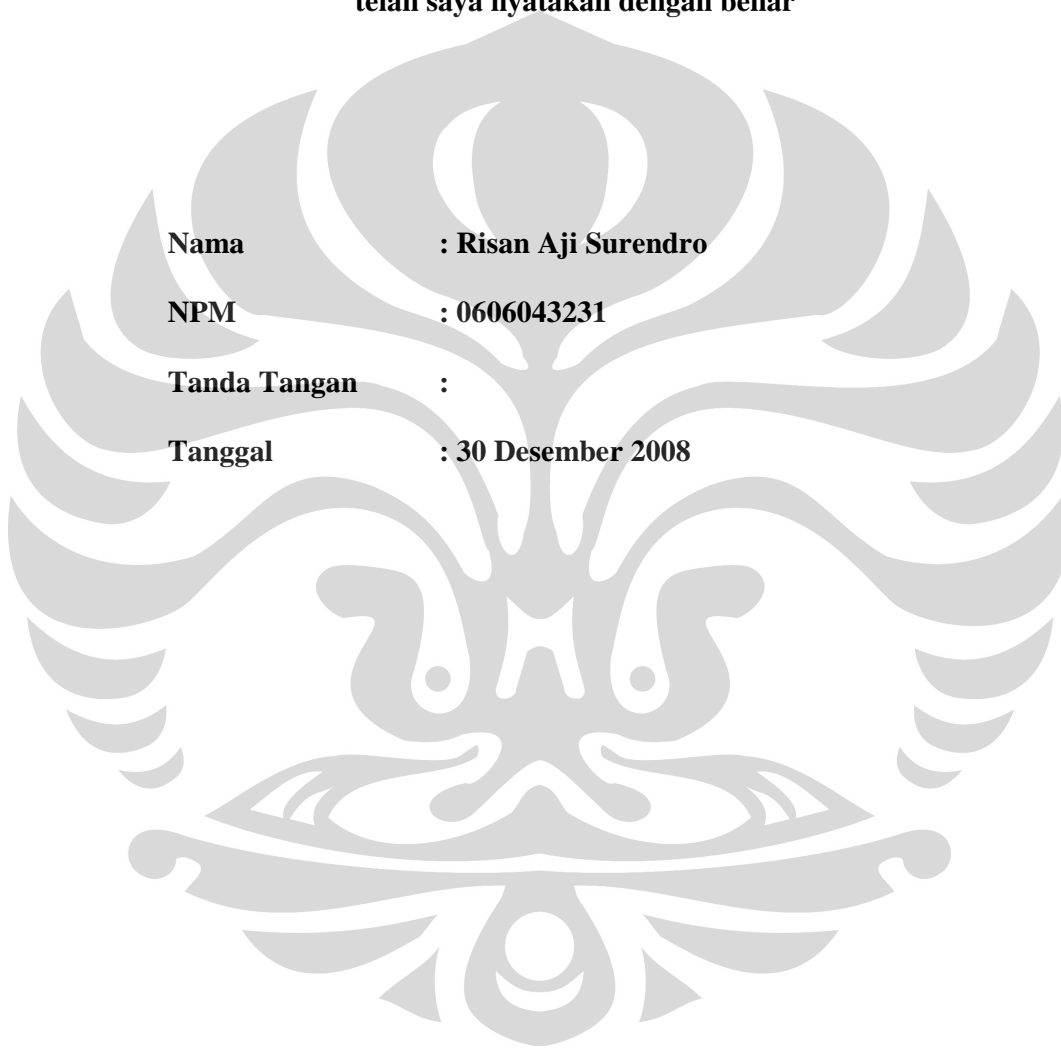 telah saya nyatakan dengan benar
Nama : Risan Aji Surendro
NPM : 0606043231
Tanda Tangan :
Tanggal : 30 Desember 2008